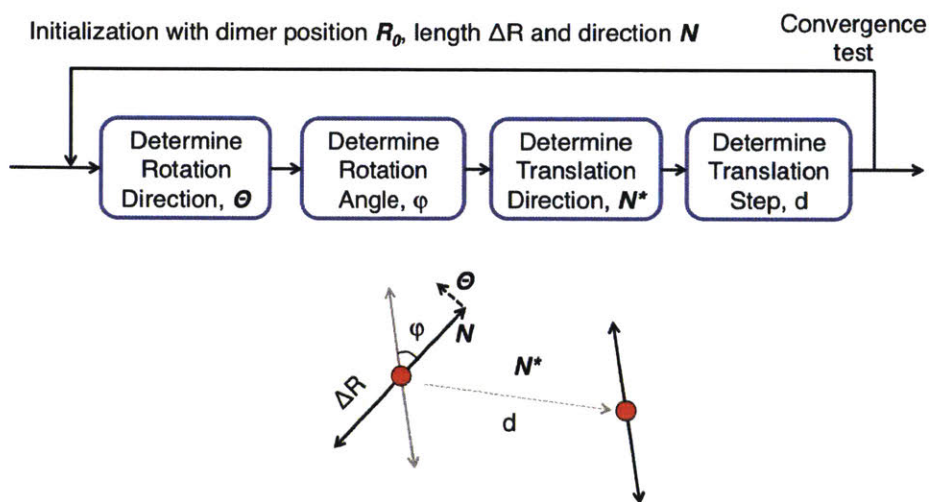 Initialization with dimer position R₀, length ΔR and direction N
Convergence
test
Determine
Rotation
Direction, Θ
Determine
Rotation
Angle, φ
Determine
Translation
Direction, N*
Determine
Translation
Step, d
Θ
φ
N
ΔR
N*
d